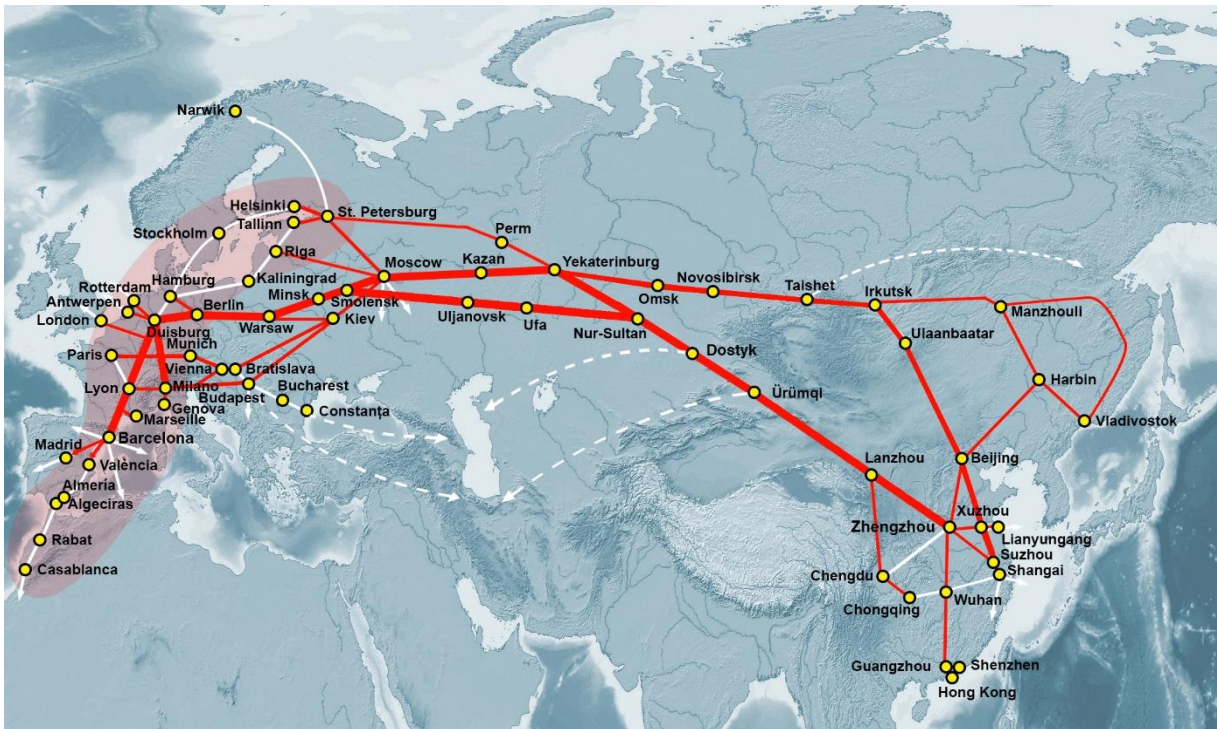 Narwik
Helsinki
St. Petersburg
Tallinn
Stockholm
Perm
Riga
Moscow
Kazan
Yekaterinburg
Kaliningrad
Hamburg
Rotterdam
Antwerpen
London
Berlin
Minsk
Smolensk
Omsk
Novosibirsk
Taishet
Irkutsk
Manzhouli
Duisburg
Warsaw
Kiev
Uljanovsk
Ufa
Nur-Sultan
Ulaanbaatar
Munich
Paris
Vienna
Bratislava
Dostyk
Lyon
Milano
Budapest
Bucharest
Ürümqi
Harbin
Genova
Marseille
Constanţa
Vladivostok
Barcelona
Madrid
València
Lanzhou
Beijing
Almeria
Algeciras
Xuzhou
Zhengzhou
Lianyungang
Rabat
Suzhou
Casablanca
Shangai
Chengdu
Chongqing
Wuhan
Guangzhou
Shenzhen
Hong Kong